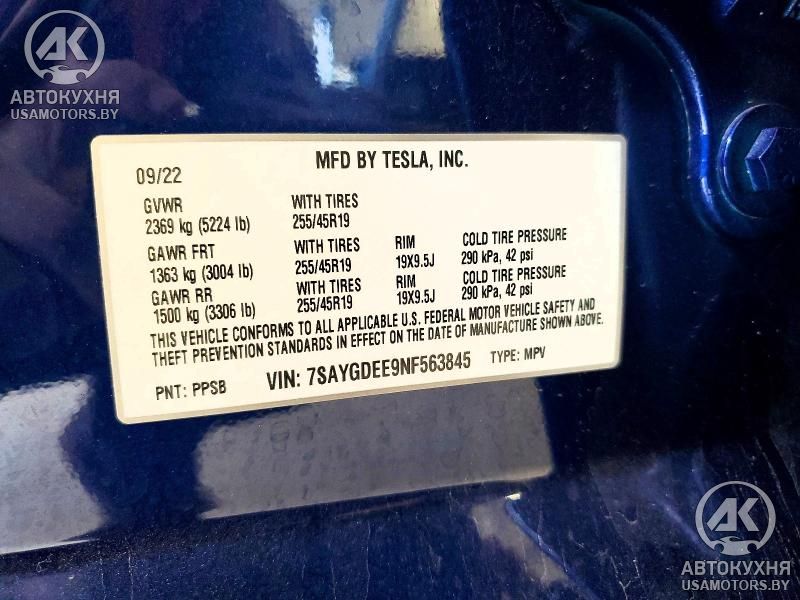 AK
АВТОКУХНЯ
USAMOTORS.BY
MFD BY TESLA, INC.
09/22
GVWR WITH TIRES
2369 kg (5224 lb) 255/45R19
GAWR FRT WITH TIRES RIM COLD TIRE PRESSURE
1363 kg (3004 lb) 255/45R19 19X9.5J 290 kPa, 42 psi
GAWR RR WITH TIRES RIM COLD TIRE PRESSURE
1500 kg (3306 lb) 255/45R19 19X9.5J 290 kPa, 42 psi
THIS VEHICLE CONFORMS TO ALL APPLICABLE U.S. FEDERAL MOTOR VEHICLE SAFETY AND
THEFT PREVENTION STANDARDS IN EFFECT ON THE DATE OF MANUFACTURE SHOWN ABOVE.
PNT: PPSB VIN: 7SAYGDEE9NF563845 TYPE: MPV
AK
АВТОКУХНЯ
USAMOTORS.BY